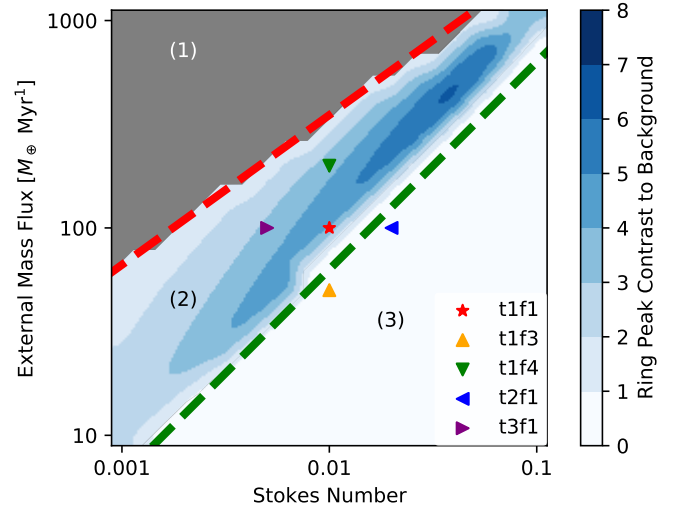 1000
100
10
0.001
0.01
0.1
Stokes Number
External Mass Flux [M⊕ Myr¹]
(1)
(2)
(3)
t1f1
t1f3
t1f4
t2f1
t3f1
8
7
6
5
4
3
2
1
0
Ring Peak Contrast to Background